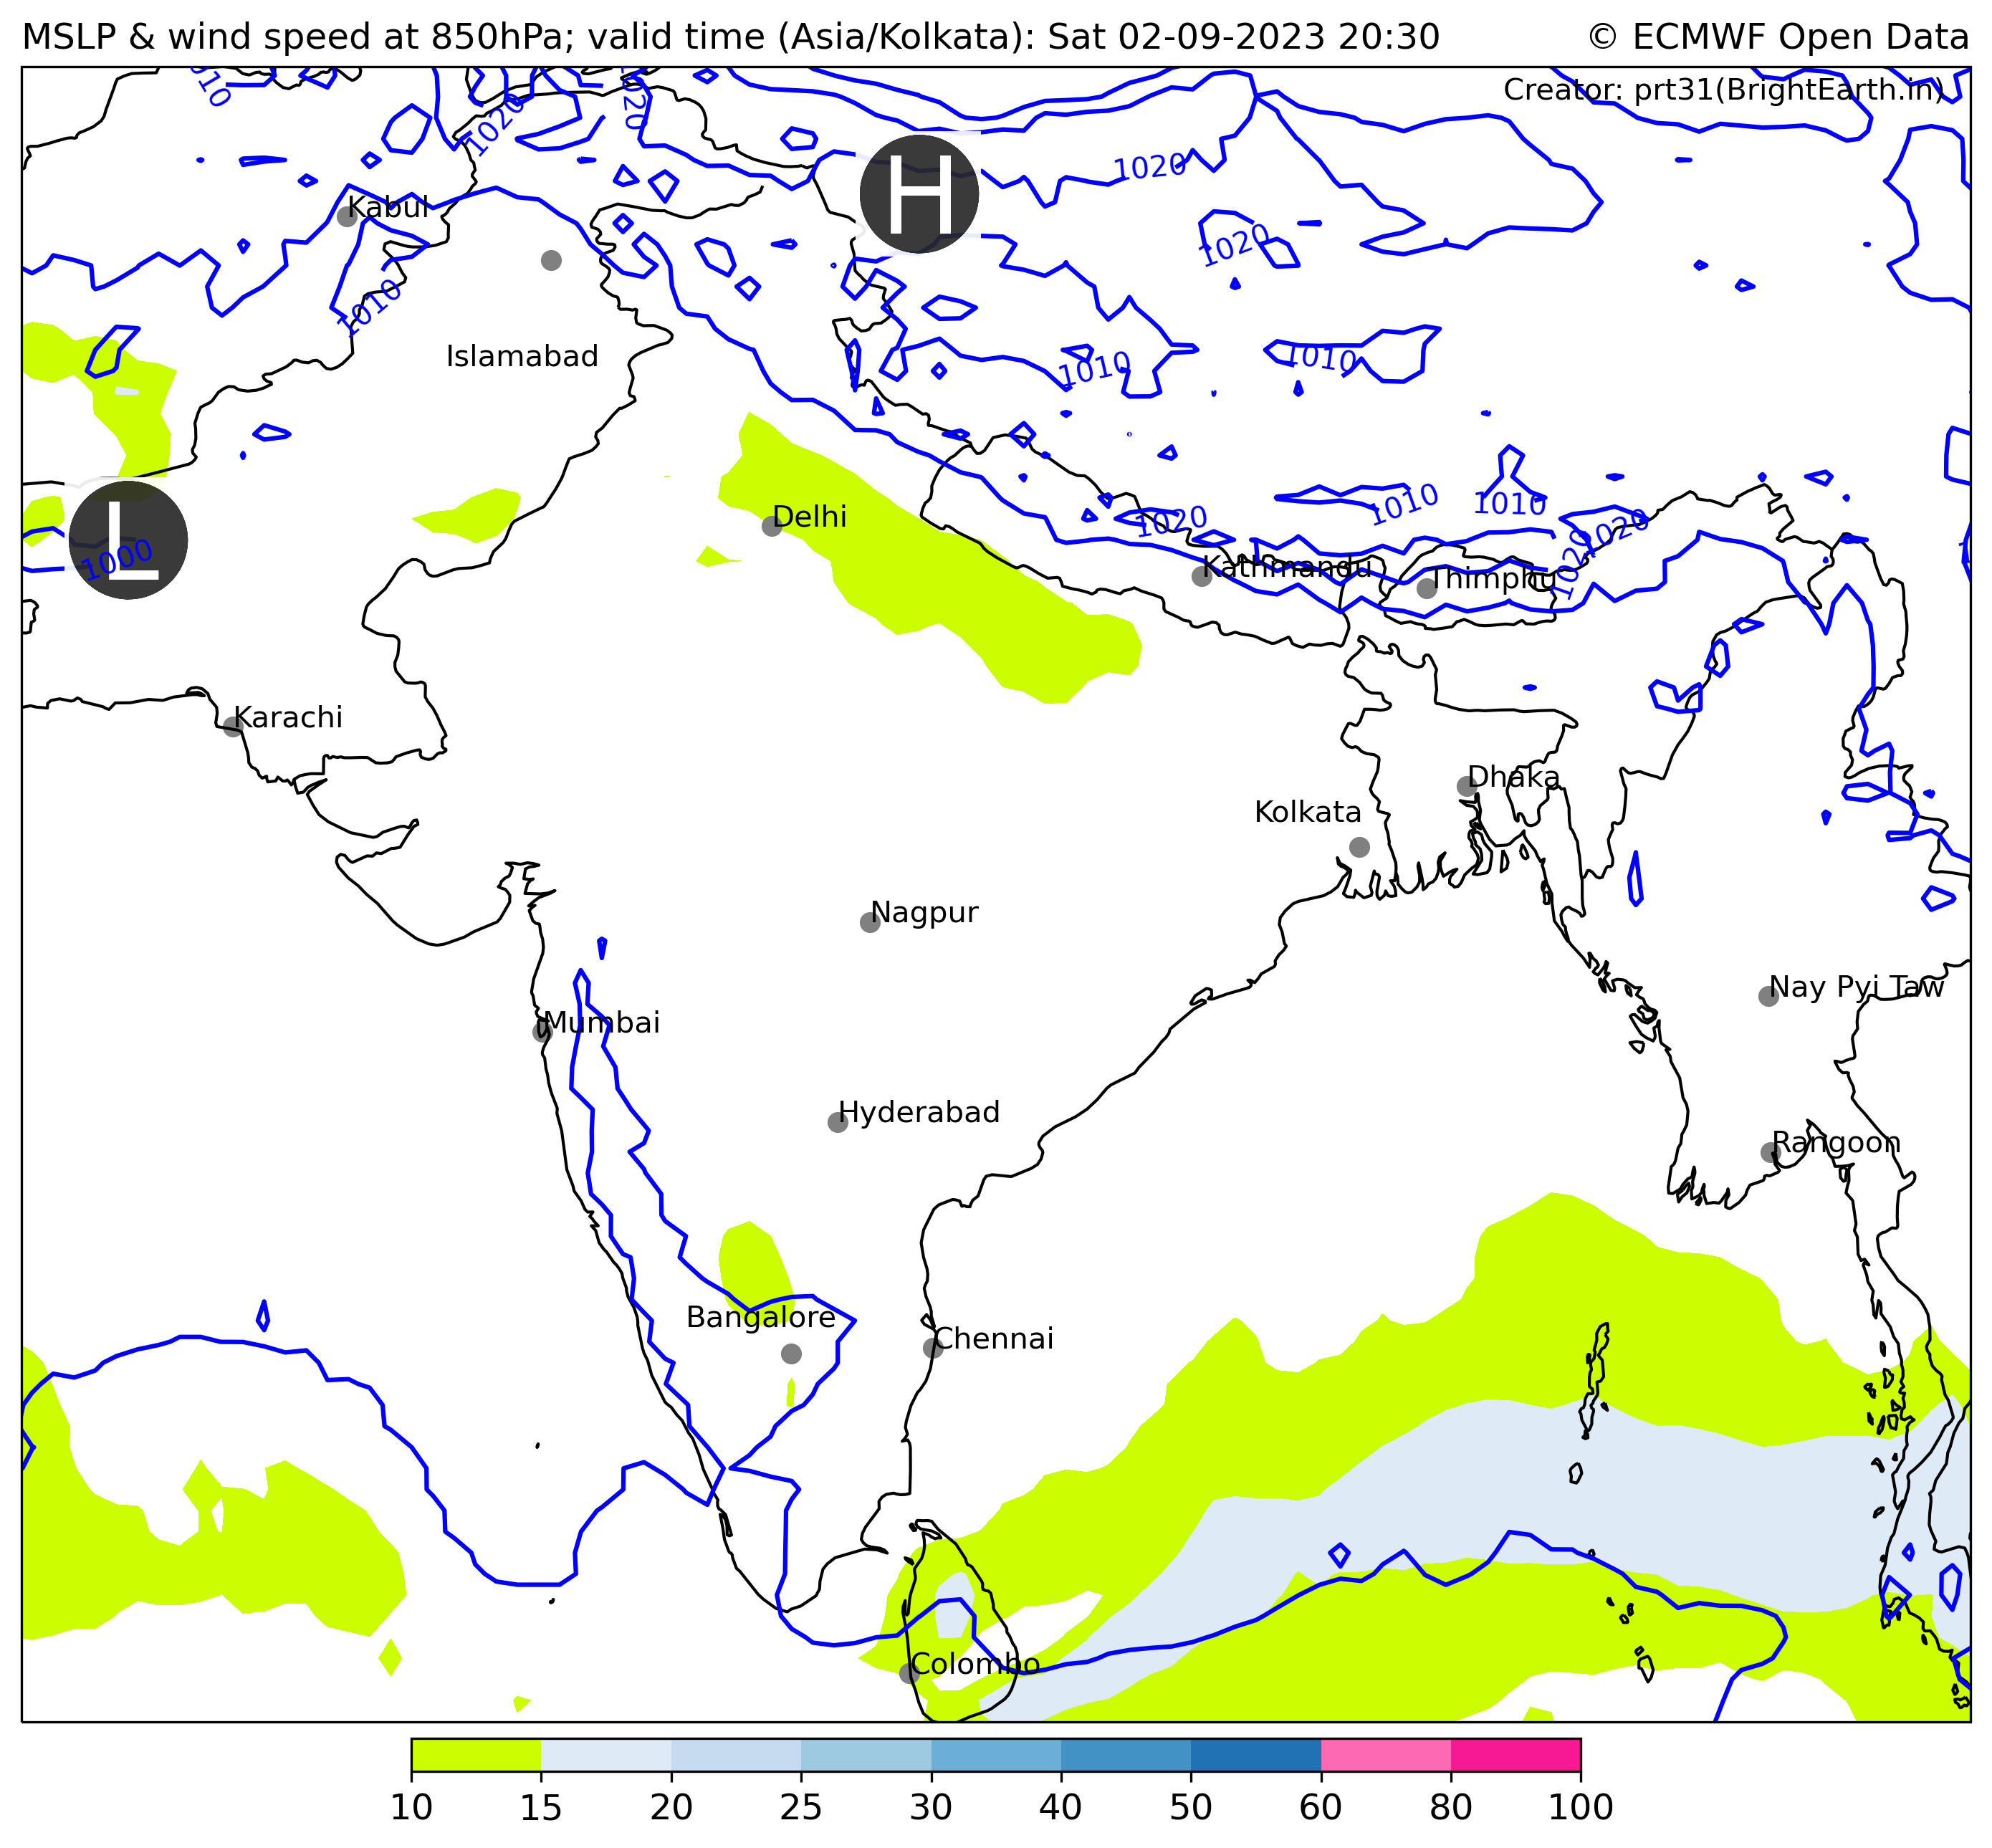 MSLP & wind speed at 850hPa; valid time (Asia/Kolkata): Sat 02-09-2023 20:30
© ECMWF Open Data
Creator: prt31(BrightEarth.in)
1020
1020
H
1020
Kabul
1020
1010
Islamabad
1010
1010
Delhi
1010
1010
1020
1020
L
1000
Kathmandu
Thimphu
1020
Karachi
Dhaka
Kolkata
Nagpur
Nay Pyi Taw
Mumbai
Hyderabad
Rangoon
Bangalore
Chennai
Colombo
10 15 20 25 30 40 50 60 80 100